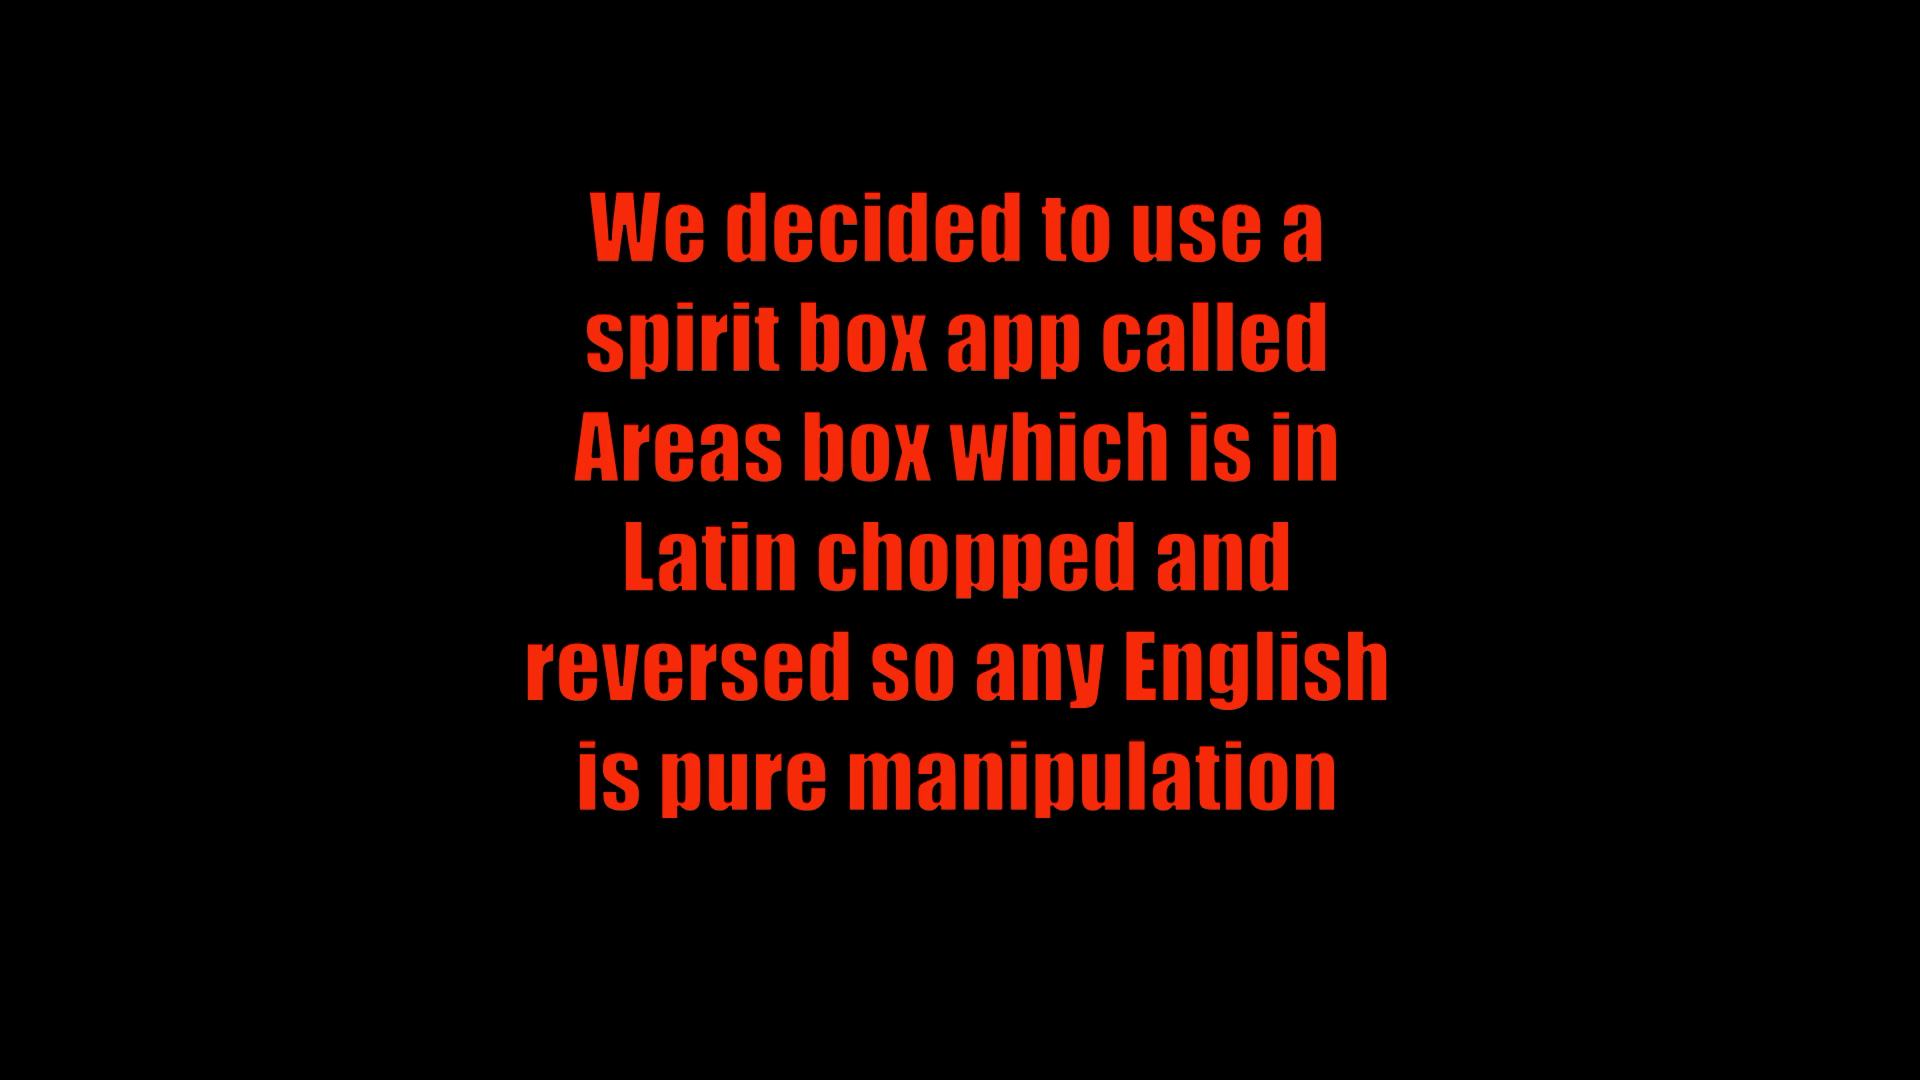 We decided to use a
spirit box app called
Areas box which is in
Latin chopped and
reversed so any English
is pure manipulation